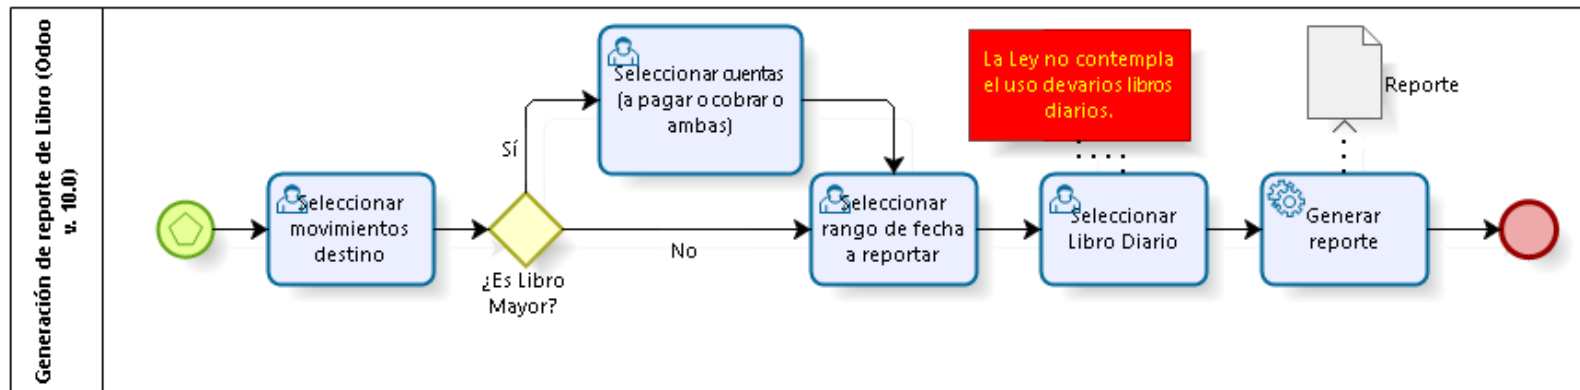 Generación de reporte de Libro (Odoo
v. 10.0)
Seleccionar
movimientos
destino
¿Es Libro
Mayor?
Sí
No
Seleccionar cuentas
(a pagar o cobrar o
ambas)
Seleccionar
rango de fecha
a reportar
La Ley no contempla
el uso devarios libros
diarios.
Seleccionar
Libro Diario
Generar
reporte
Reporte